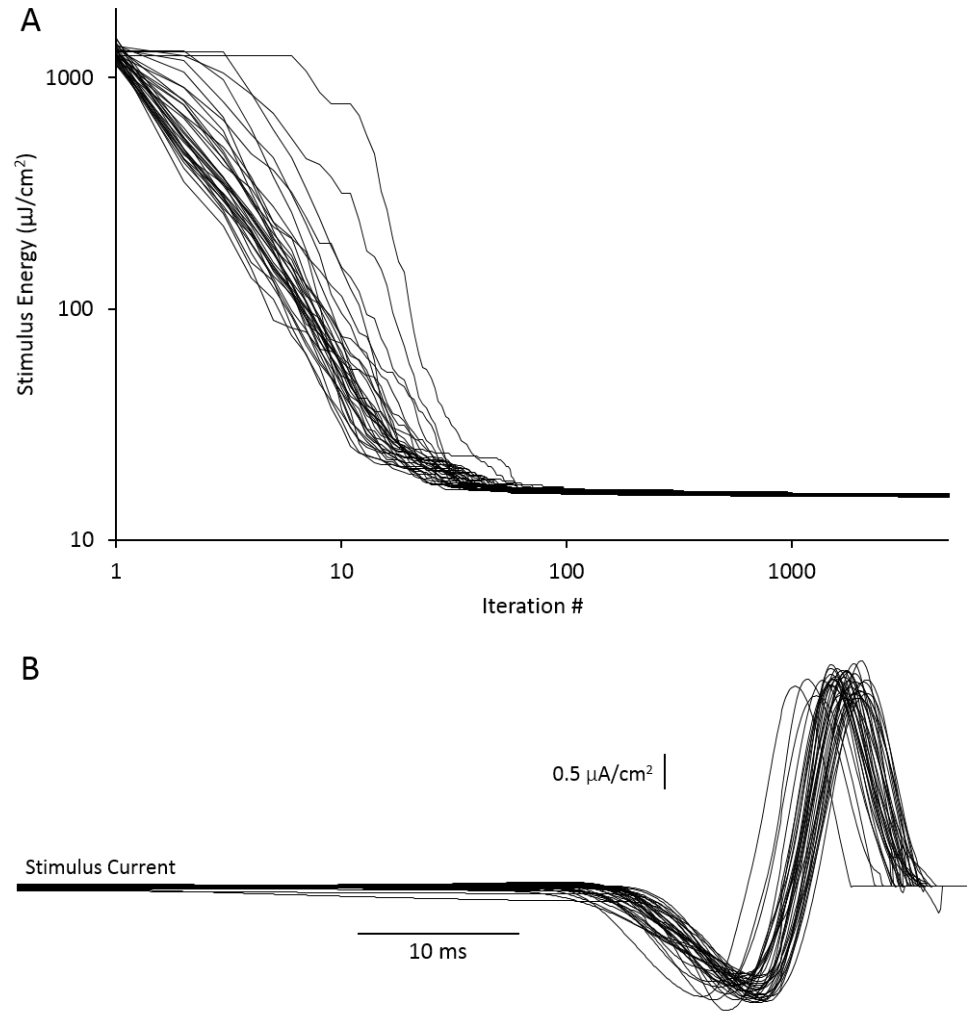 A
1000
100
10
Stimulus Energy (µJ/cm²)
1 10 100 1000
Iteration #
B
0.5 µA/cm²
Stimulus Current
10 ms